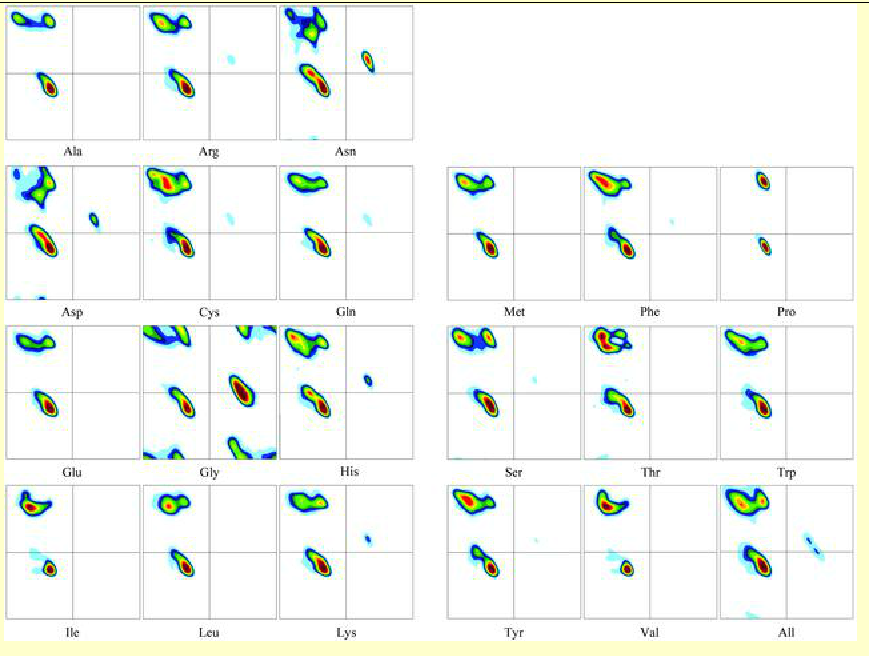 Ala Arg Asn
Asp Cys Gln Met Phe Pro
Glu Gly His Ser Thr Trp
Ile Leu Lys Tyr Val All